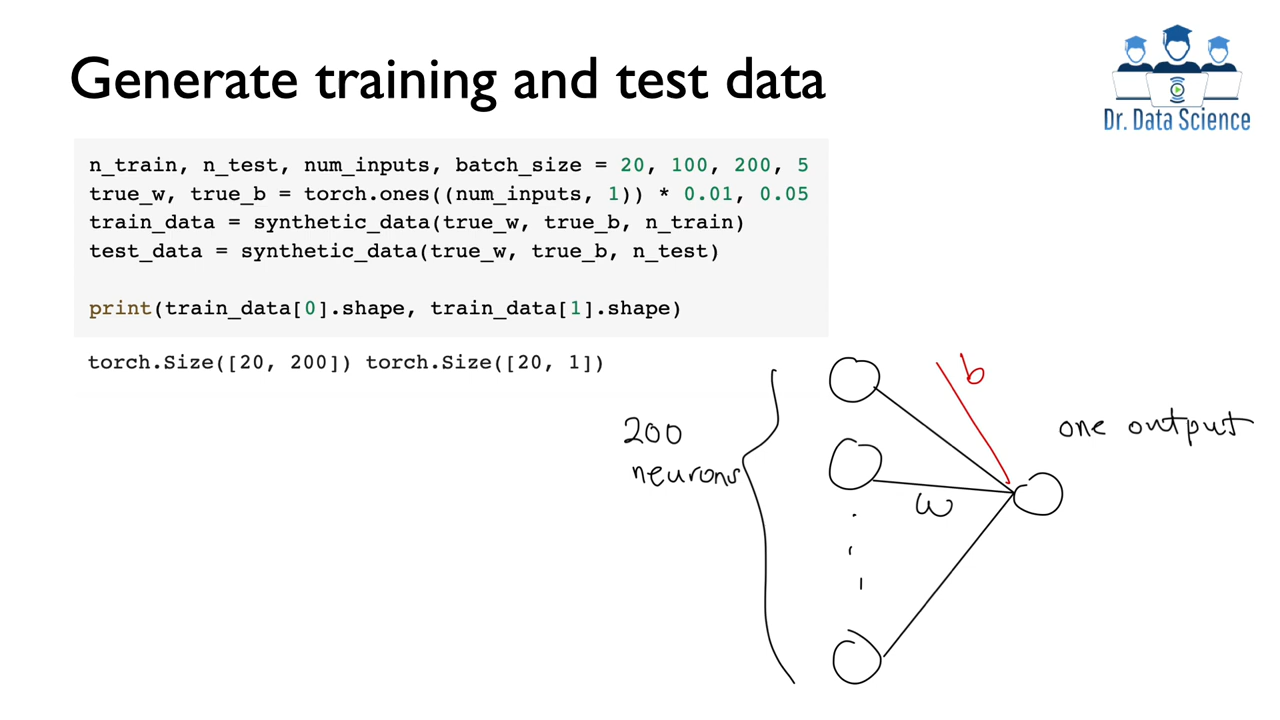 Generate training and test data
Dr. Data Science
n_train, n_test, num_inputs, batch_size = 20, 100, 200, 5
true_w, true_b = torch.ones((num_inputs, 1)) * 0.01, 0.05
train_data = synthetic_data(true_w, true_b, n_train)
test_data = synthetic_data(true_w, true_b, n_test)
print(train_data[0].shape, train_data[1].shape)
torch.Size([20, 200]) torch.Size([20, 1])
b
one output
200
neurons
w